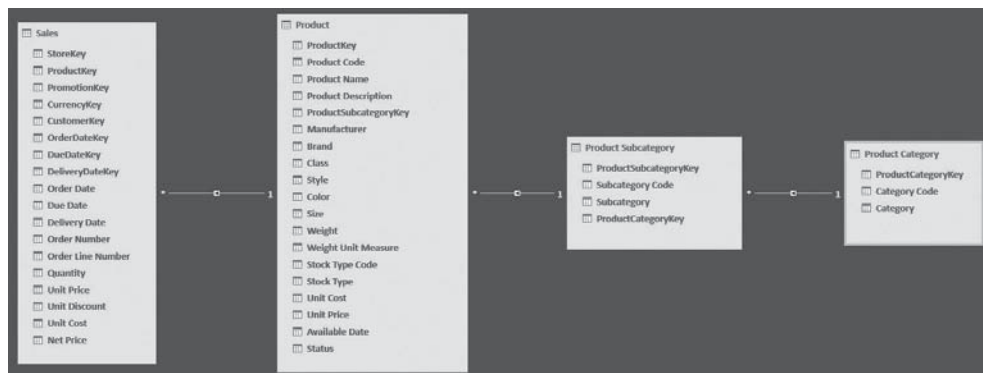 Sales
StoreKey
ProductKey
PromotionKey
CurrencyKey
CustomerKey
OrderDateKey
DueDateKey
DeliveryDateKey
Order Date
Due Date
Delivery Date
Order Number
Order Line Number
Quantity
Unit Price
Unit Discount
Unit Cost
Net Price
* 1
Product
ProductKey
Product Code
Product Name
Product Description
ProductSubcategoryKey
Manufacturer
Brand
Class
Style
Color
Size
Weight
Weight Unit Measure
Stock Type Code
Stock Type
Unit Cost
Unit Price
Available Date
Status
* 1
Product Subcategory
ProductSubcategoryKey
Subcategory Code
Subcategory
ProductCategoryKey
* 1
Product Category
ProductCategoryKey
Category Code
Category